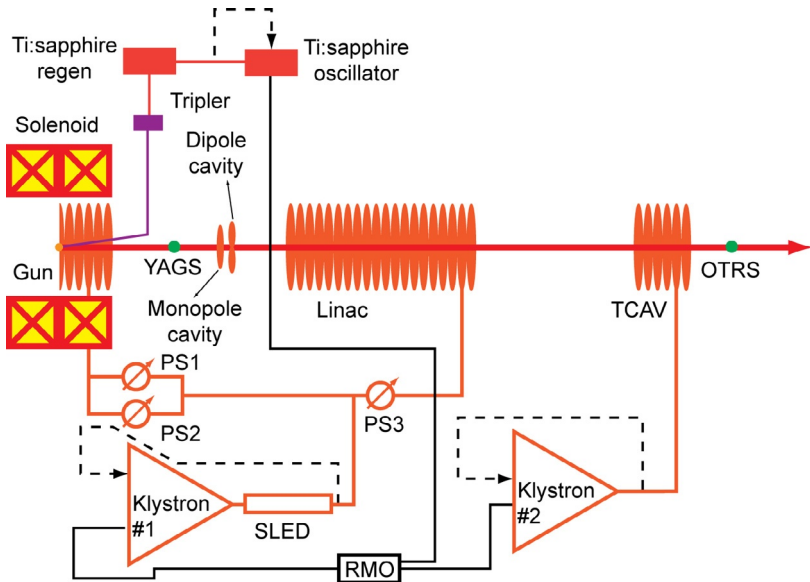 Ti:sapphire
regen
Ti:sapphire
oscillator
Tripler
Solenoid
Dipole
cavity
Gun
YAGS
Monopole
cavity
Linac
TCAV
OTRS
PS1
PS2
PS3
Klystron
#1
SLED
Klystron
#2
RMO